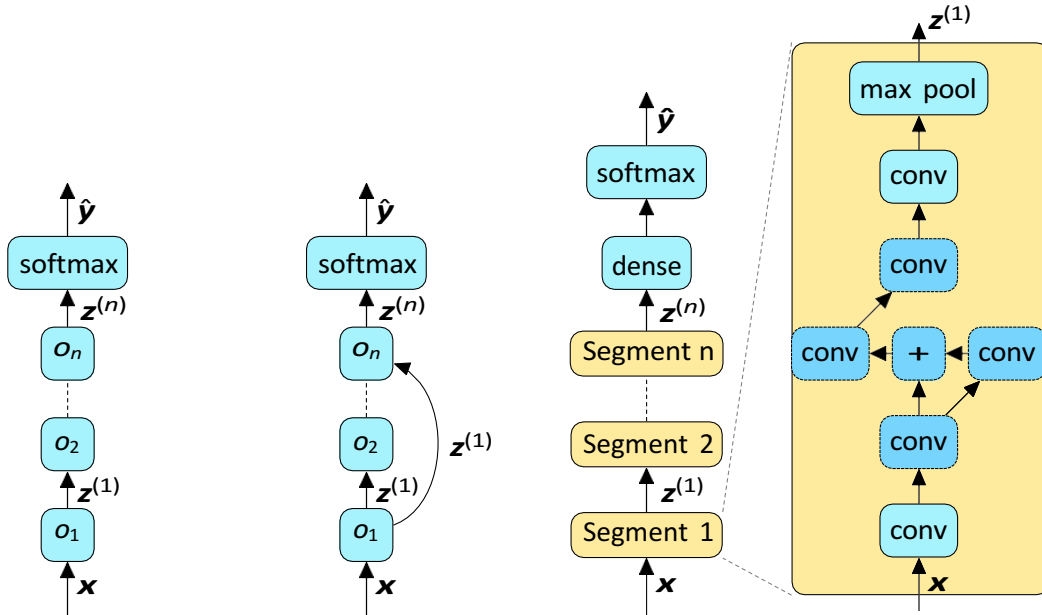 ŷ
softmax
z⁽ⁿ⁾
oₙ
o₂
z⁽¹⁾
o₁
x
ŷ
softmax
z⁽ⁿ⁾
oₙ
o₂
z⁽¹⁾
z⁽¹⁾
o₁
x
ŷ
softmax
dense
z⁽ⁿ⁾
Segment n
Segment 2
z⁽¹⁾
Segment 1
x
z⁽¹⁾
max pool
conv
conv
conv + conv
conv
conv
x